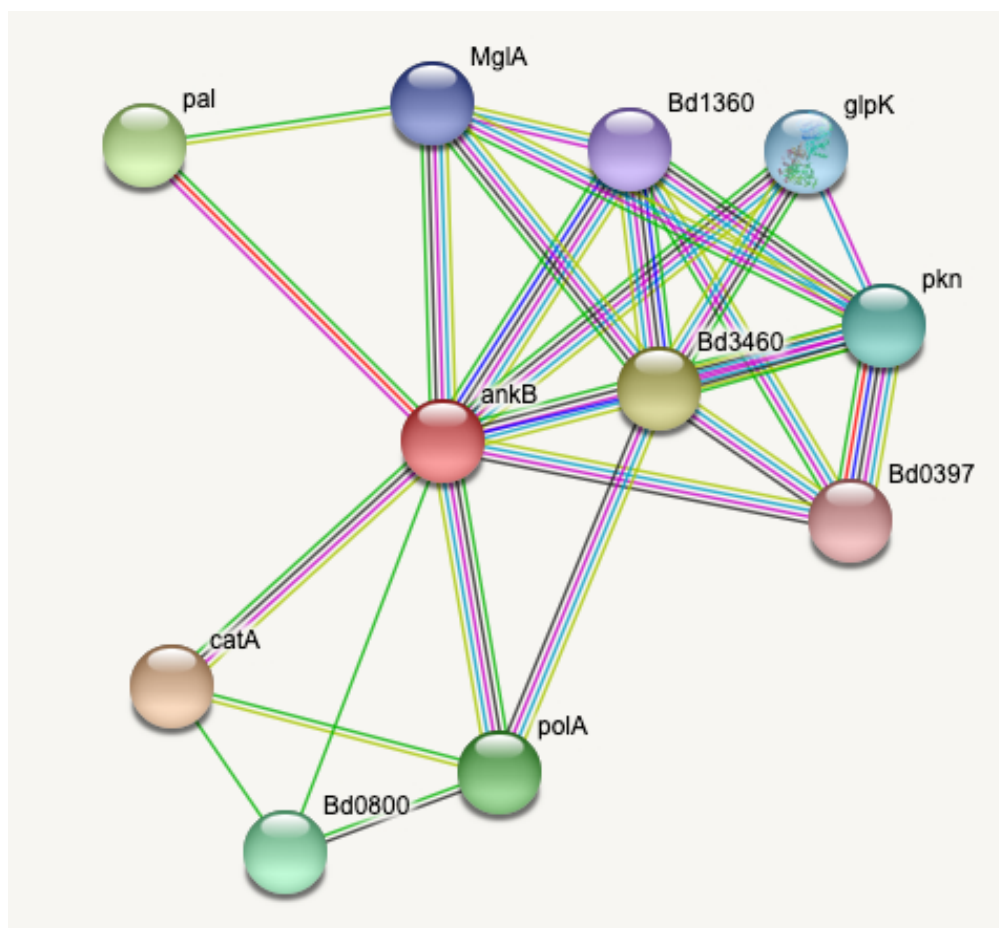 MglA
pal
Bd1360
glpK
pkn
Bd3460
ankB
Bd0397
catA
polA
Bd0800